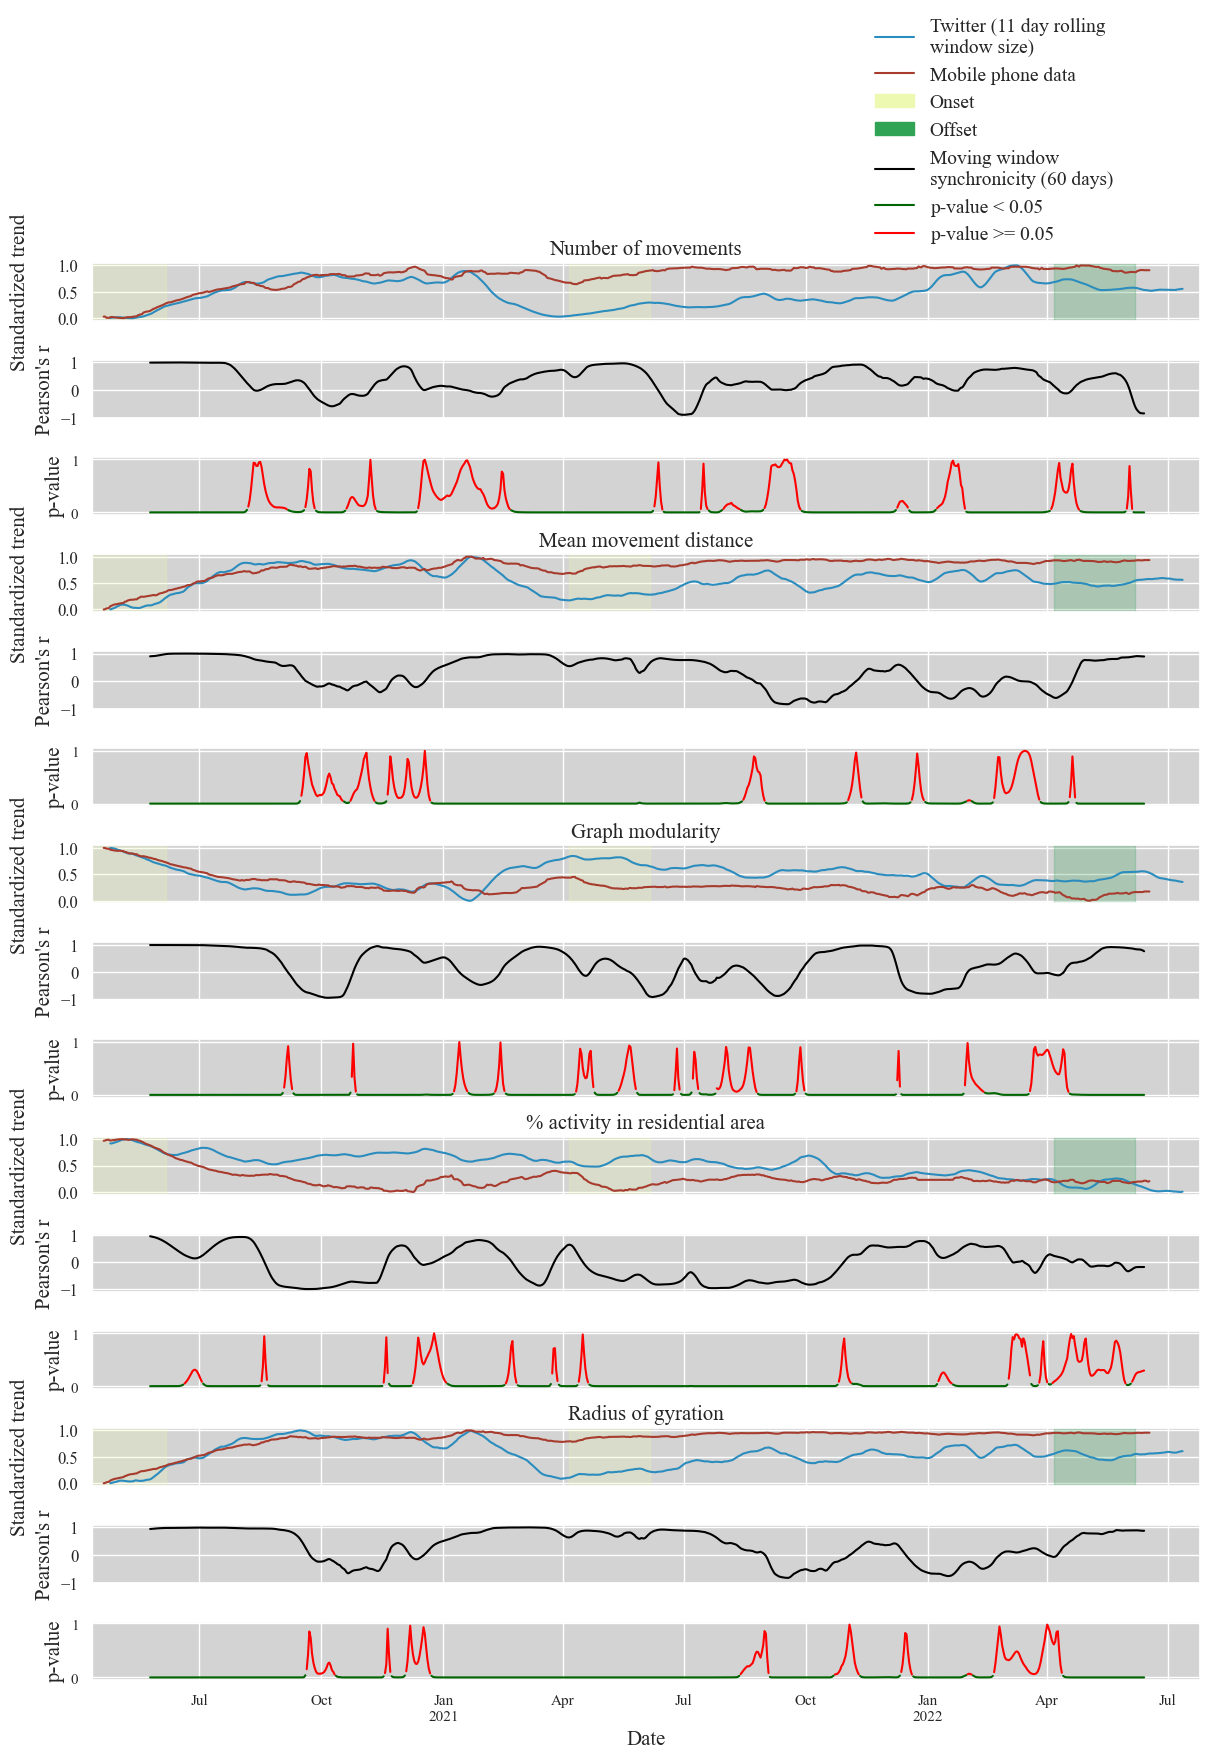 Twitter (11 day rolling
window size)
Mobile phone data
Onset
Offset
Moving window
synchronicity (60 days)
p-value < 0.05
p-value >= 0.05
Number of movements
Standardized trend
1.0
0.5
0.0
Pearson's r
1
0
−1
p-value
1
0
Mean movement distance
Standardized trend
1.0
0.5
0.0
Pearson's r
1
0
−1
p-value
1
0
Graph modularity
Standardized trend
1.0
0.5
0.0
Pearson's r
1
0
−1
p-value
1
0
% activity in residential area
Standardized trend
1.0
0.5
0.0
Pearson's r
1
0
−1
p-value
1
0
Radius of gyration
Standardized trend
1.0
0.5
0.0
Pearson's r
1
0
−1
p-value
1
0
Jul Oct Jan Apr Jul Oct Jan Apr Jul
2021 2022
Date